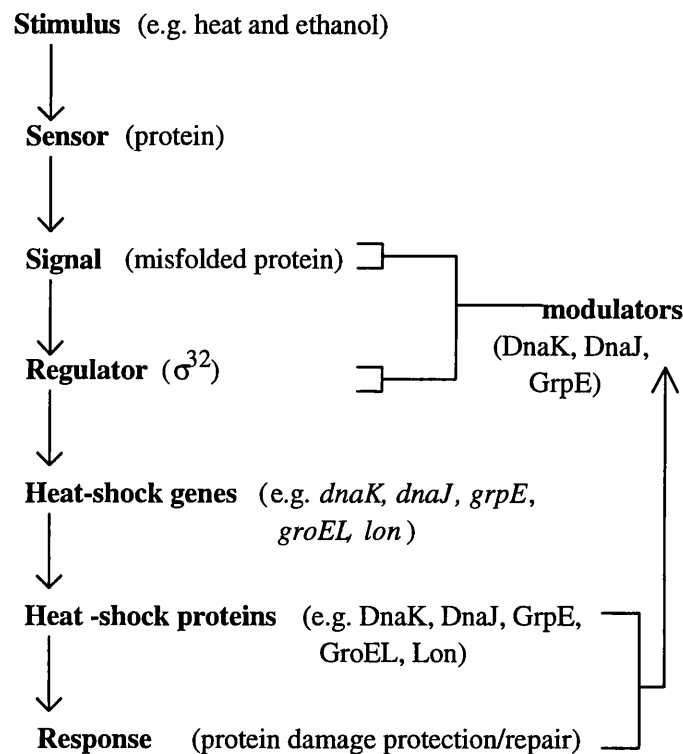 Stimulus (e.g. heat and ethanol)
Sensor (protein)
Signal (misfolded protein)
modulators
(DnaK, DnaJ,
GrpE)
Regulator (σ32)
Heat-shock genes (e.g. dnaK, dnaJ, grpE,
groEL, lon)
Heat -shock proteins (e.g. DnaK, DnaJ, GrpE,
GroEL, Lon)
Response (protein damage protection/repair)